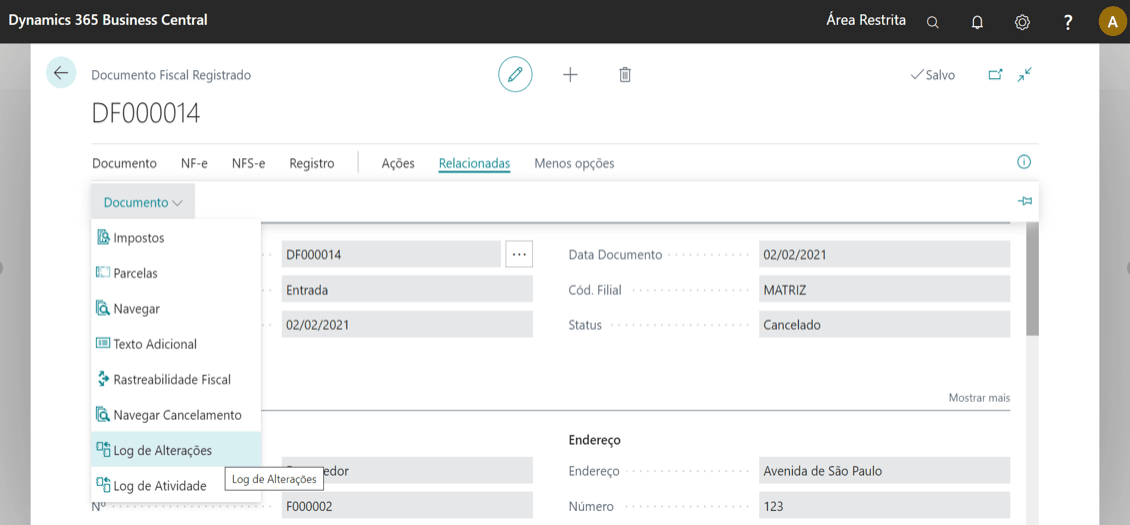 Dynamics 365 Business Central Área Restrita ? A
Documento Fiscal Registrado Salvo
DF000014
Documento NF-e NFS-e Registro Ações Relacionadas Menos opções
Documento
Impostos
Parcelas
Navegar
Texto Adicional
Rastreabilidade Fiscal
Navegar Cancelamento
Log de Alterações
Log de Atividade
Log de Alterações
DF000014 ... Data Documento 02/02/2021
Entrada Cód. Filial MATRIZ
02/02/2021 Status Cancelado
Mostrar mais
Endereço
Endereço Avenida de São Paulo
Nº F000002 Número 123